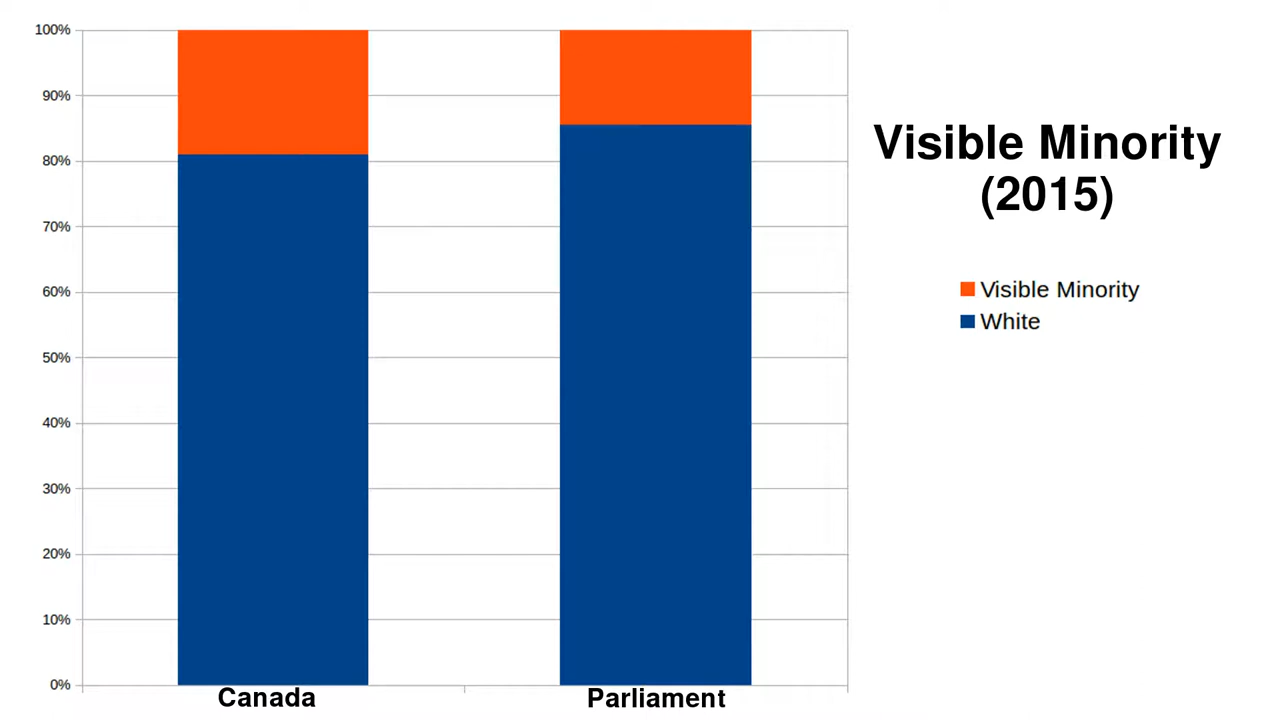 100%
90%
80%
70%
60%
50%
40%
30%
20%
10%
0%
Canada
Parliament
Visible Minority
(2015)
Visible Minority
White